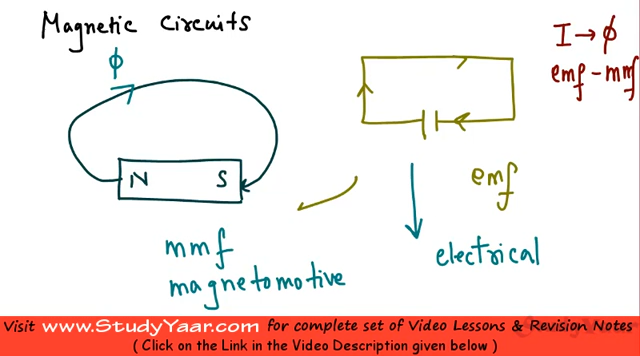 Magnetic Circuits
I → ϕ
emf - mmf
ϕ
N S
emf
mmf
magnetomotive
electrical
Visit www.StudyYaar.com for complete set of Video Lessons & Revision Notes
( Click on the Link in the Video Description given below )